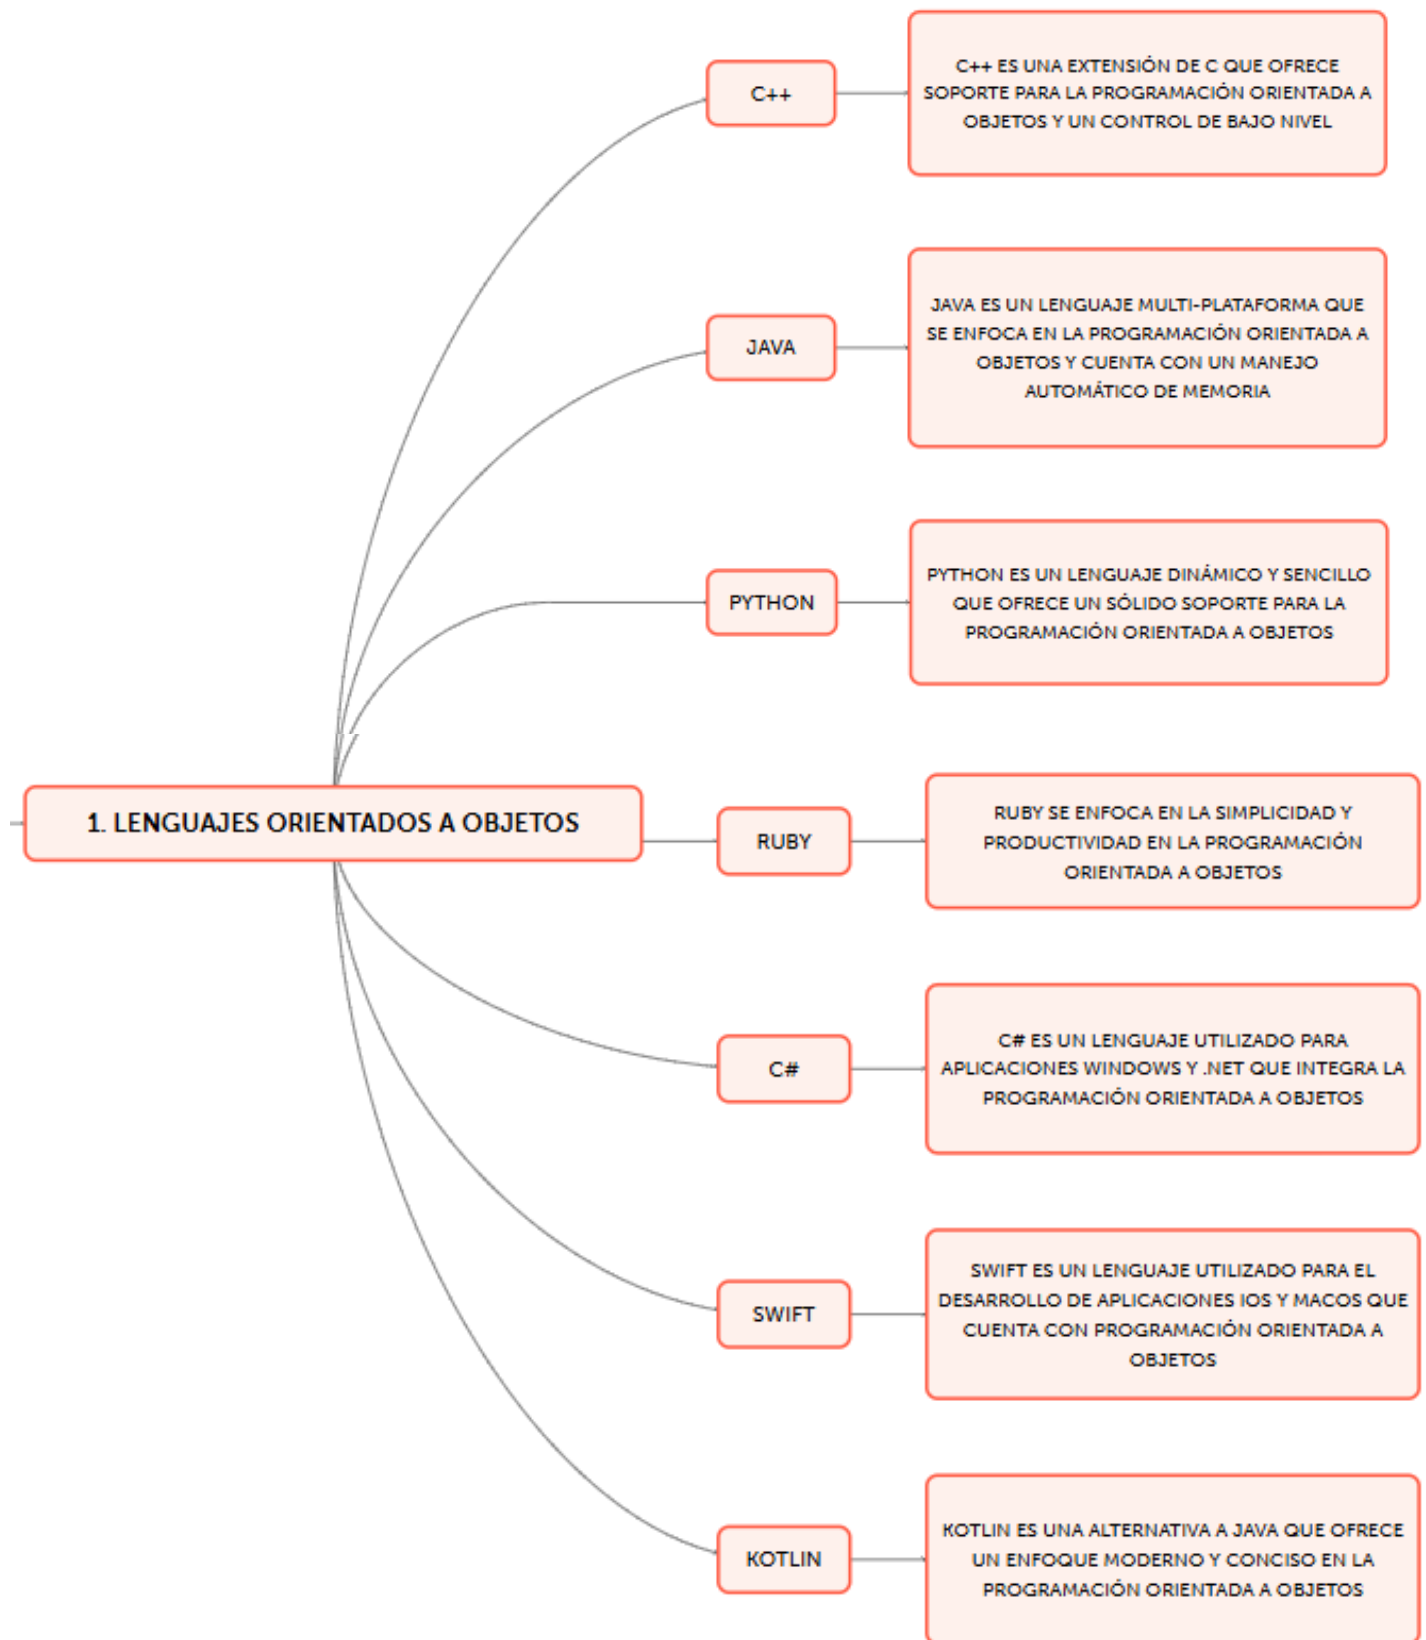 C++
C++ ES UNA EXTENSIÓN DE C QUE OFRECE
SOPORTE PARA LA PROGRAMACIÓN ORIENTADA A
OBJETOS Y UN CONTROL DE BAJO NIVEL
JAVA
JAVA ES UN LENGUAJE MULTI-PLATAFORMA QUE
SE ENFOCA EN LA PROGRAMACIÓN ORIENTADA A
OBJETOS Y CUENTA CON UN MANEJO
AUTOMÁTICO DE MEMORIA
PYTHON
PYTHON ES UN LENGUAJE DINÁMICO Y SENCILLO
QUE OFRECE UN SÓLIDO SOPORTE PARA LA
PROGRAMACIÓN ORIENTADA A OBJETOS
1. LENGUAJES ORIENTADOS A OBJETOS
RUBY
RUBY SE ENFOCA EN LA SIMPLICIDAD Y
PRODUCTIVIDAD EN LA PROGRAMACIÓN
ORIENTADA A OBJETOS
C#
C# ES UN LENGUAJE UTILIZADO PARA
APLICACIONES WINDOWS Y .NET QUE INTEGRA LA
PROGRAMACIÓN ORIENTADA A OBJETOS
SWIFT
SWIFT ES UN LENGUAJE UTILIZADO PARA EL
DESARROLLO DE APLICACIONES IOS Y MACOS QUE
CUENTA CON PROGRAMACIÓN ORIENTADA A
OBJETOS
KOTLIN
KOTLIN ES UNA ALTERNATIVA A JAVA QUE OFRECE
UN ENFOQUE MODERNO Y CONCISO EN LA
PROGRAMACIÓN ORIENTADA A OBJETOS